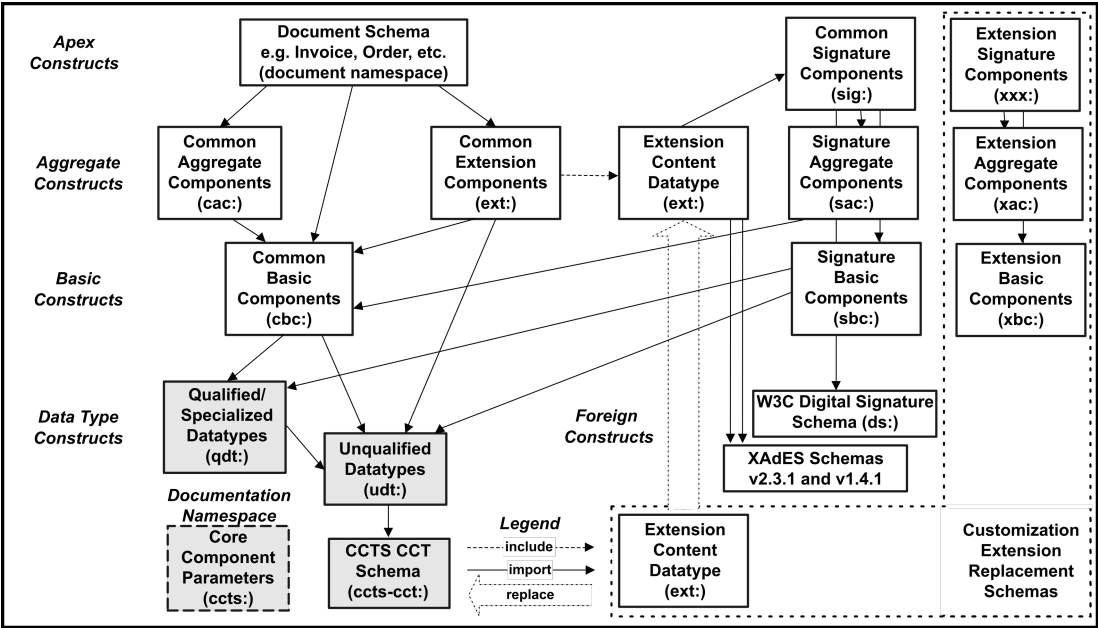 Apex
Constructs
Document Schema
e.g. Invoice, Order, etc.
(document namespace)
Common
Signature
Components
(sig:)
Extension
Signature
Components
(xxx:)
Aggregate
Constructs
Common
Aggregate
Components
(cac:)
Common
Extension
Components
(ext:)
Extension
Content
Datatype
(ext:)
Signature
Aggregate
Components
(sac:)
Extension
Aggregate
Components
(xac:)
Basic
Constructs
Common
Basic
Components
(cbc:)
Signature
Basic
Components
(sbc:)
Extension
Basic
Components
(xbc:)
Data Type
Constructs
Qualified/
Specialized
Datatypes
(qdt:)
Unqualified
Datatypes
(udt:)
Foreign
Constructs
W3C Digital Signature
Schema (ds:)
XAdES Schemas
v2.3.1 and v1.4.1
Documentation
Namespace
Core
Component
Parameters
(ccts:)
CCTS CCT
Schema
(ccts-cct:)
Legend
include
import
replace
Extension
Content
Datatype
(ext:)
Customization
Extension
Replacement
Schemas